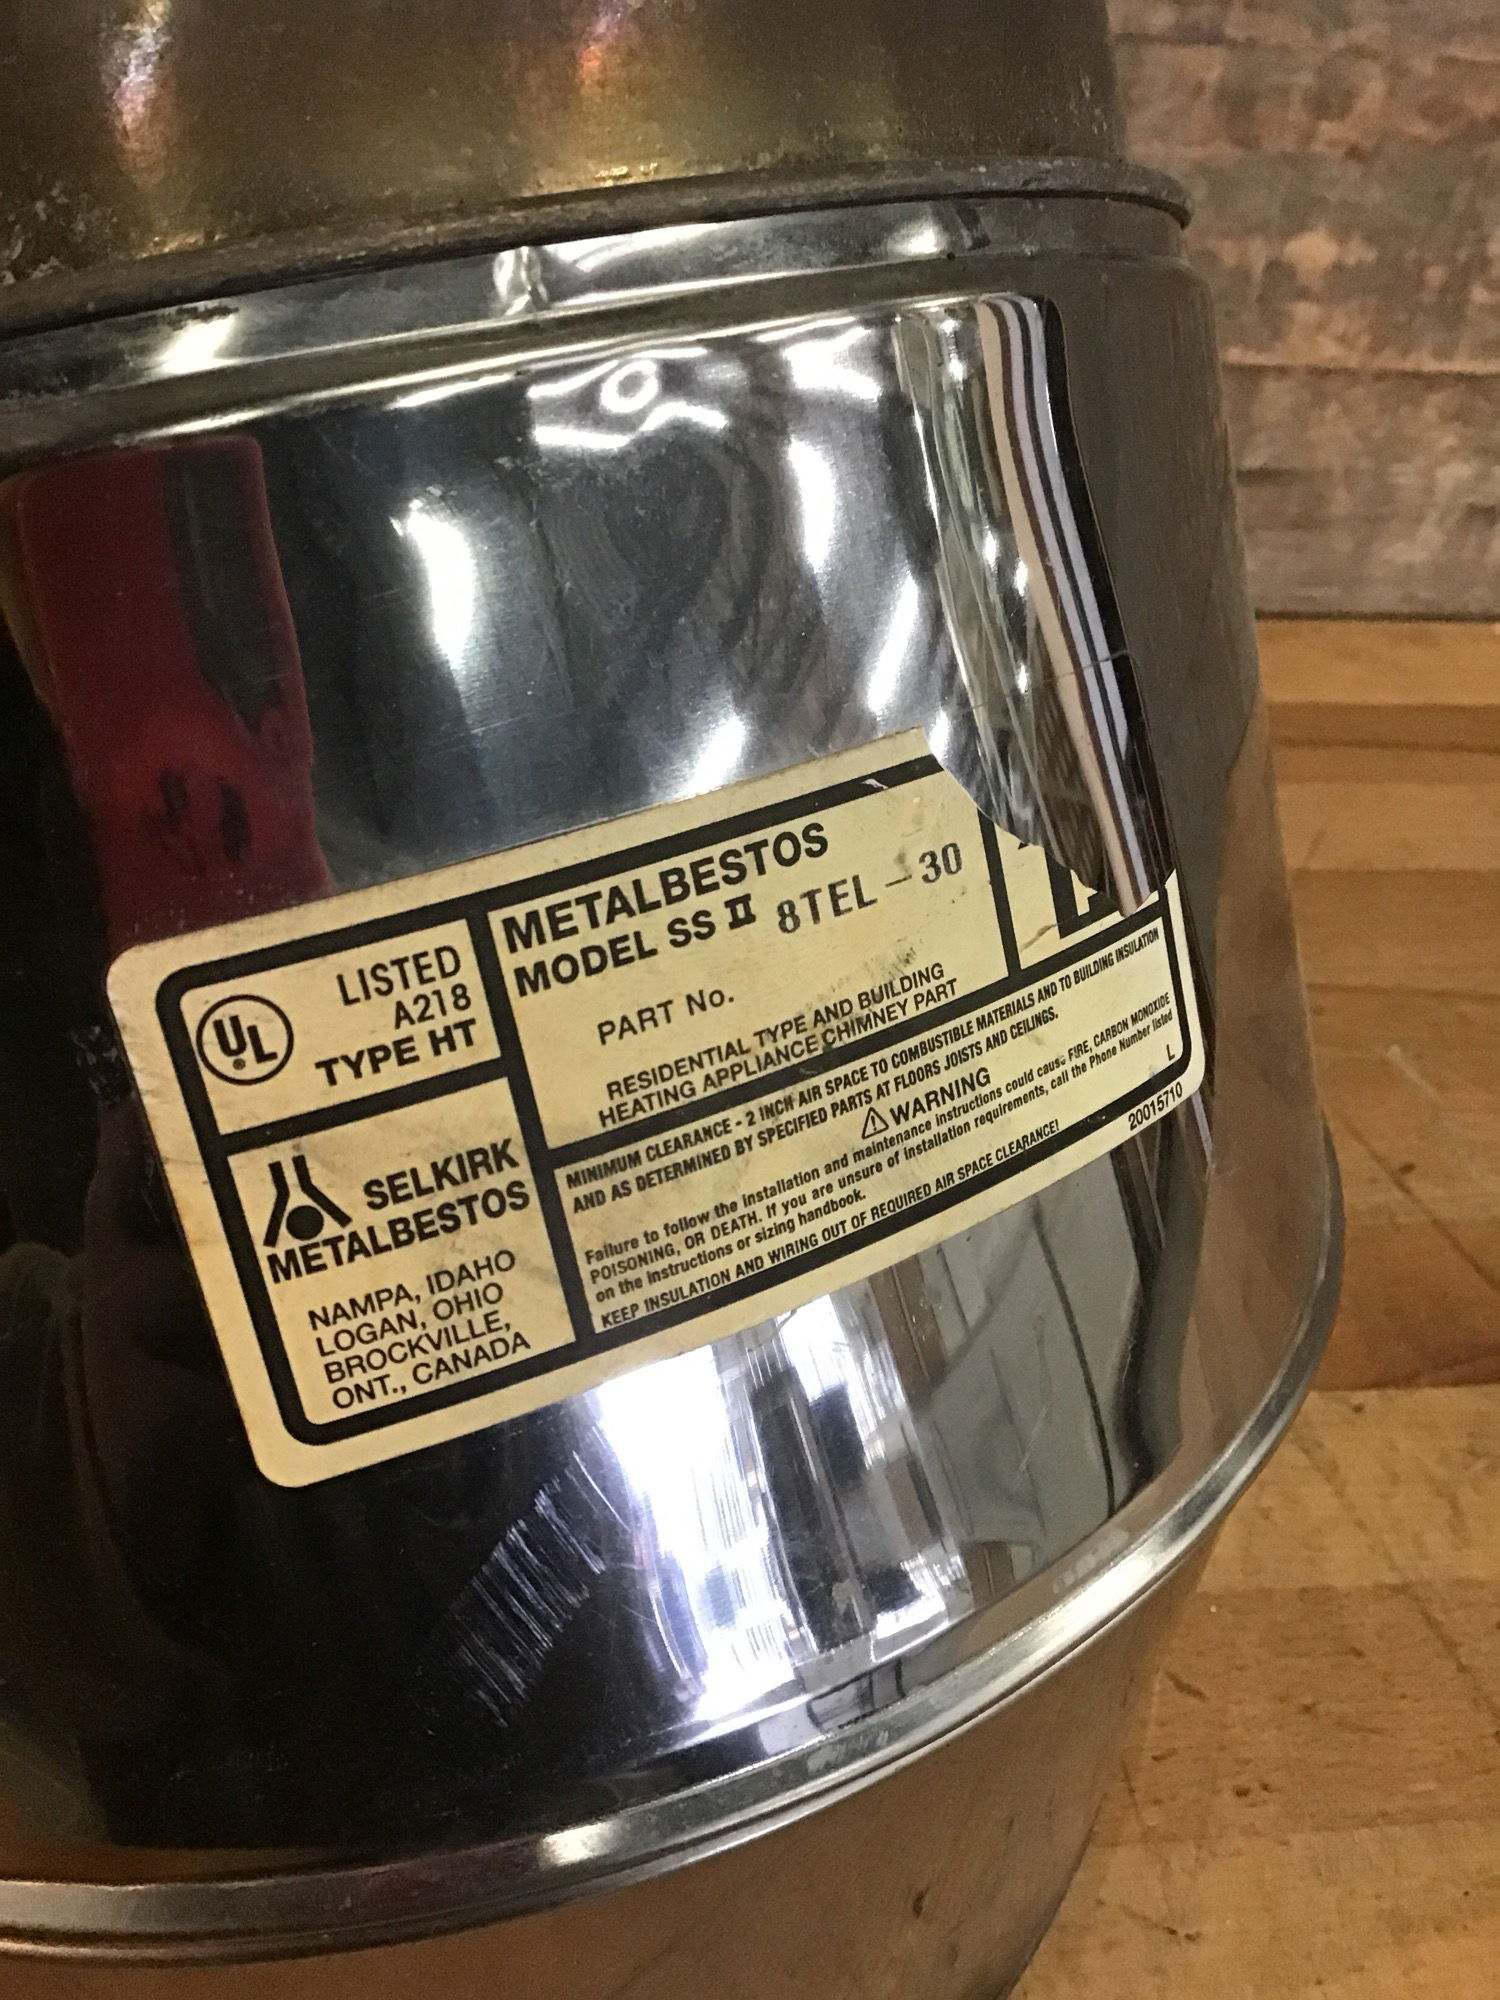 UL
LISTED
A218
TYPE HT
SELKIRK
METALBESTOS
NAMPA, IDAHO
LOGAN, OHIO
BROCKVILLE,
ONT., CANADA
METALBESTOS
MODEL SS II 8TEL-30
PART No.
RESIDENTIAL TYPE AND BUILDING
HEATING APPLIANCE CHIMNEY PART
MINIMUM CLEARANCE - 2 INCH AIR SPACE TO COMBUSTIBLE MATERIALS AND TO BUILDING INSULATION
AND AS DETERMINED BY SPECIFIED PARTS AT FLOORS JOISTS AND CEILINGS.
⚠ WARNING
Failure to follow the installation and maintenance instructions could cause FIRE, CARBON MONOXIDE
POISONING, OR DEATH. If you are unsure of installation requirements, call the Phone Number listed
on the instructions or sizing handbook.
KEEP INSULATION AND WIRING OUT OF REQUIRED AIR SPACE CLEARANCE!
L
20015710